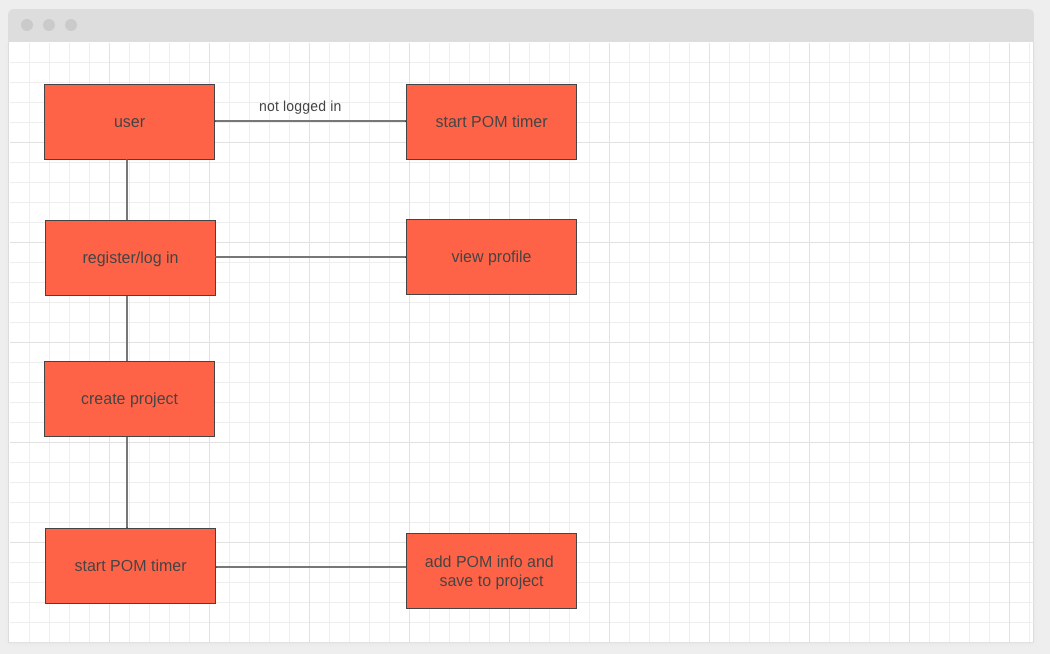 user
not logged in
start POM timer
register/log in
view profile
create project
start POM timer
add POM info and
save to project